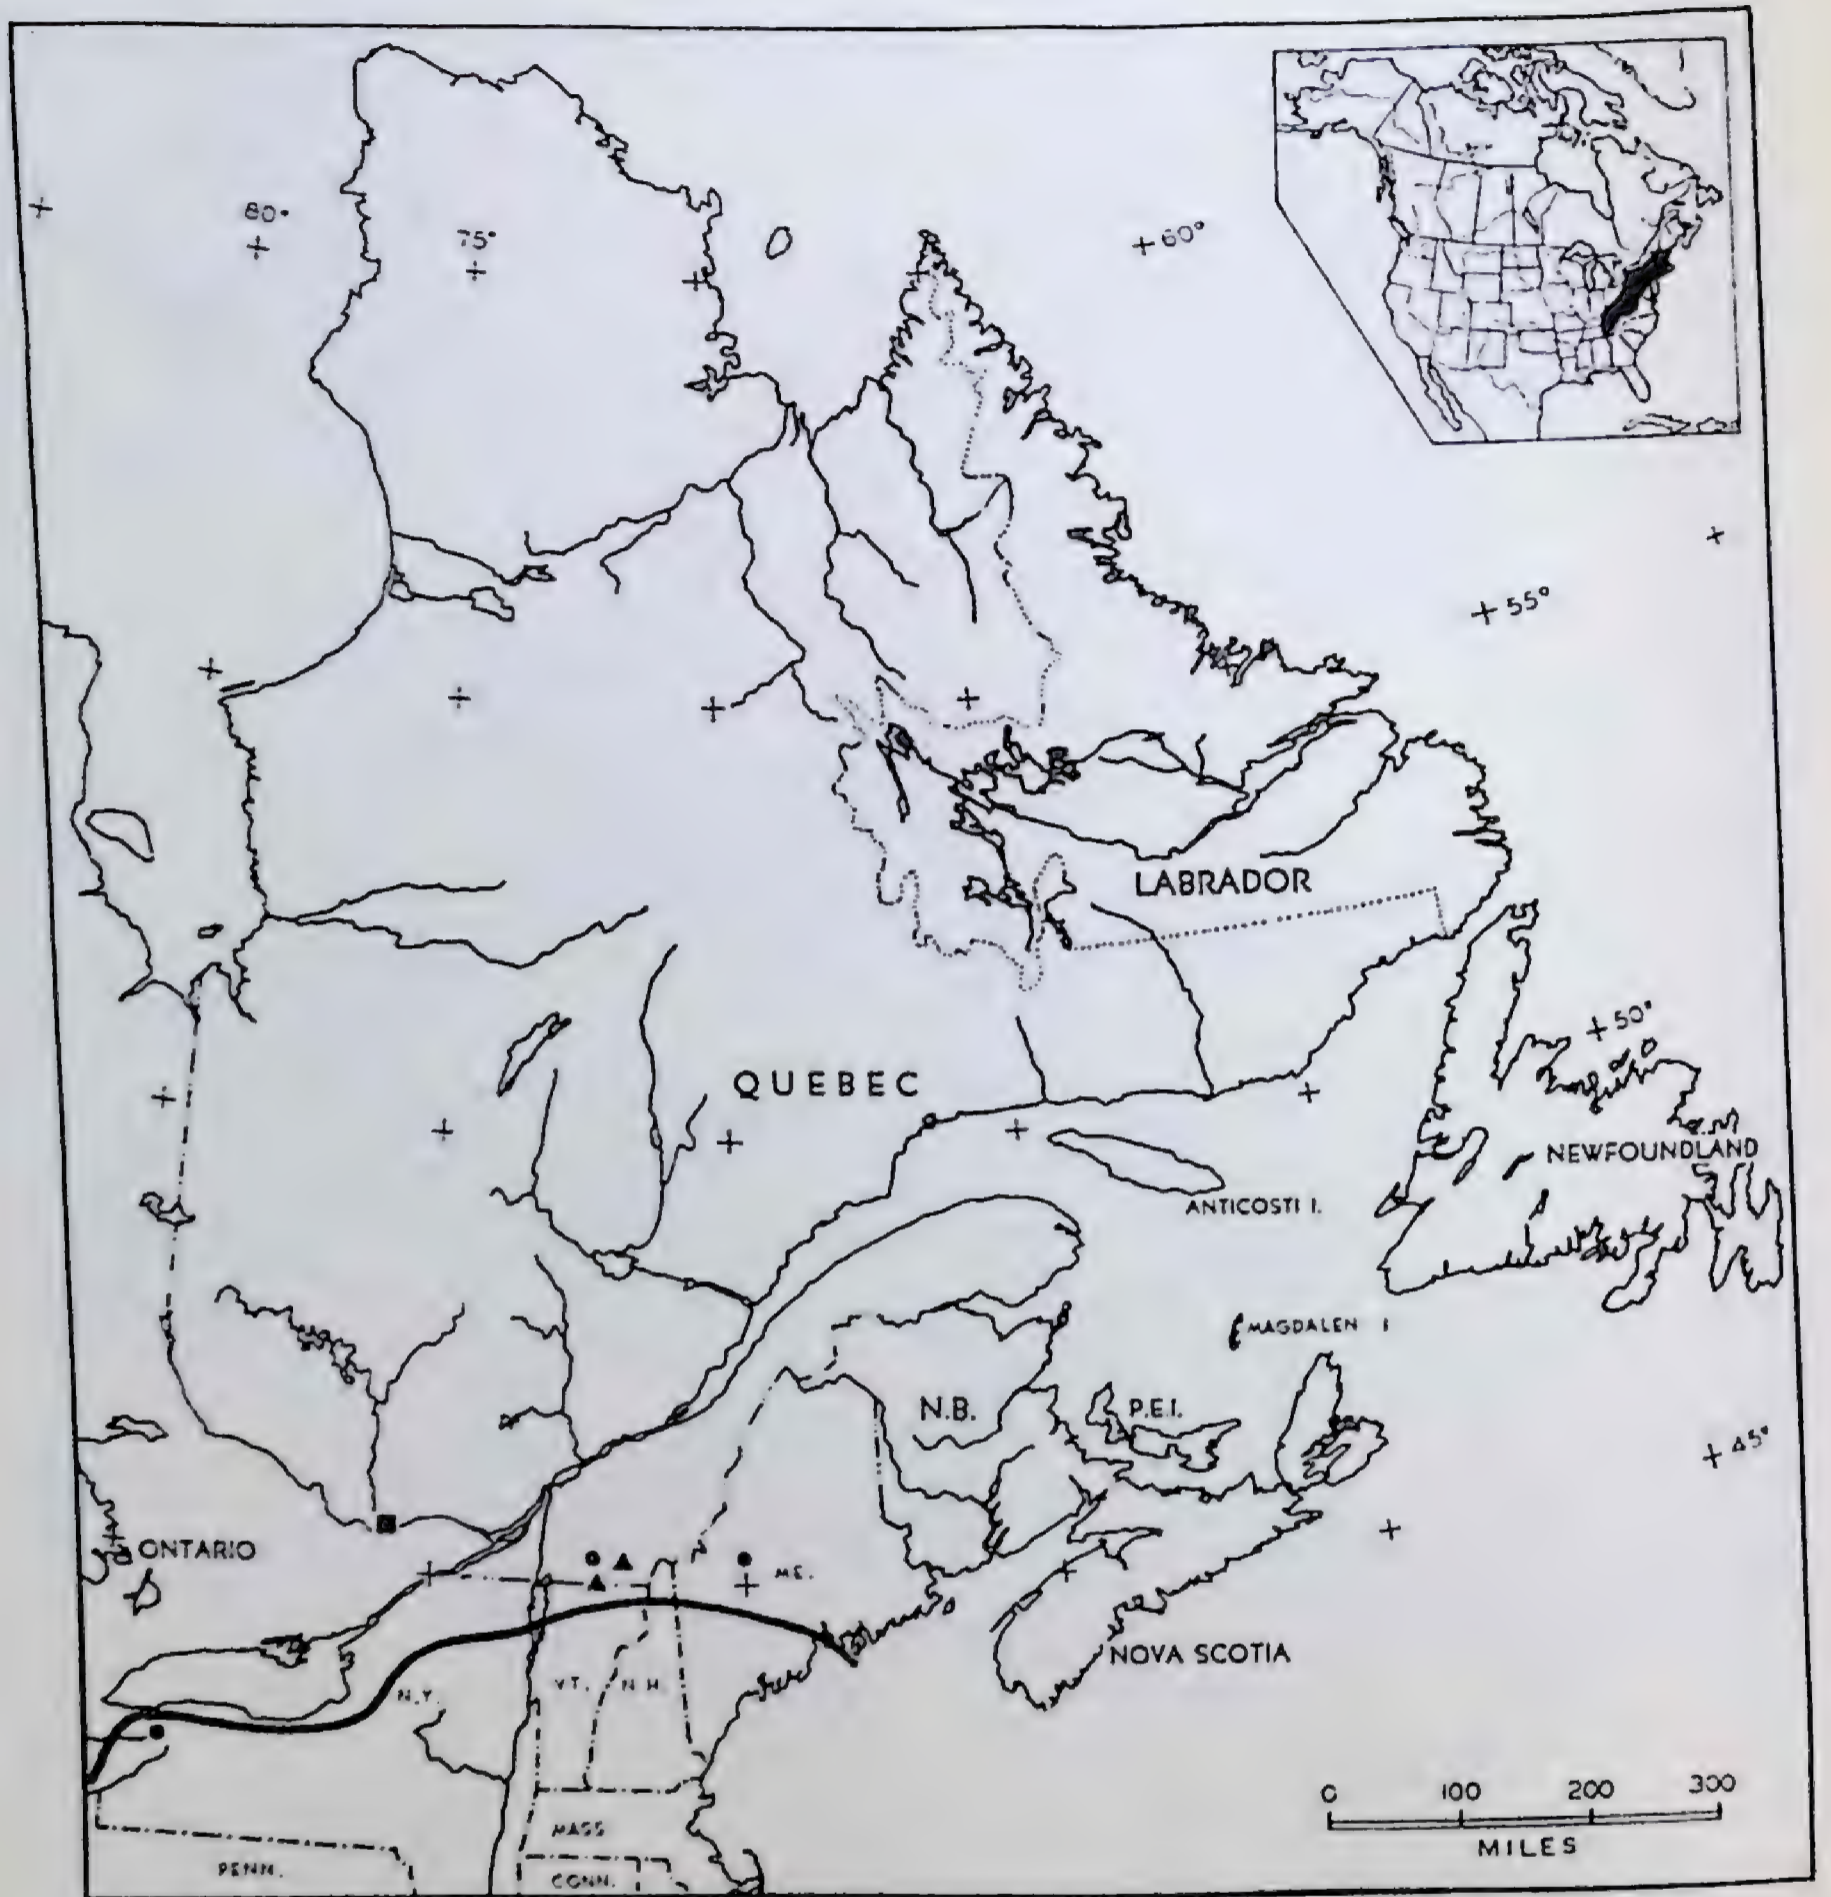 80°
75°
60°
55°
LABRADOR
50°
QUEBEC
NEWFOUNDLAND
ANTICOSTI I.
MAGDALEN I
N.B.
P.E.I.
45°
ONTARIO
ME.
NOVA SCOTIA
N.Y.
VT.
N.H.
0 100 200 300
MILES
MASS
PENN.
CONN.